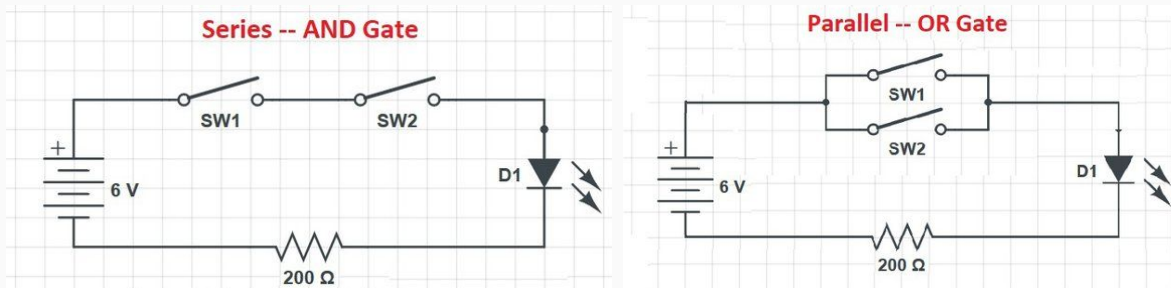 Series -- AND Gate
SW1
SW2
+
6 V
D1
200 Ω
Parallel -- OR Gate
SW1
SW2
+
6 V
D1
200 Ω